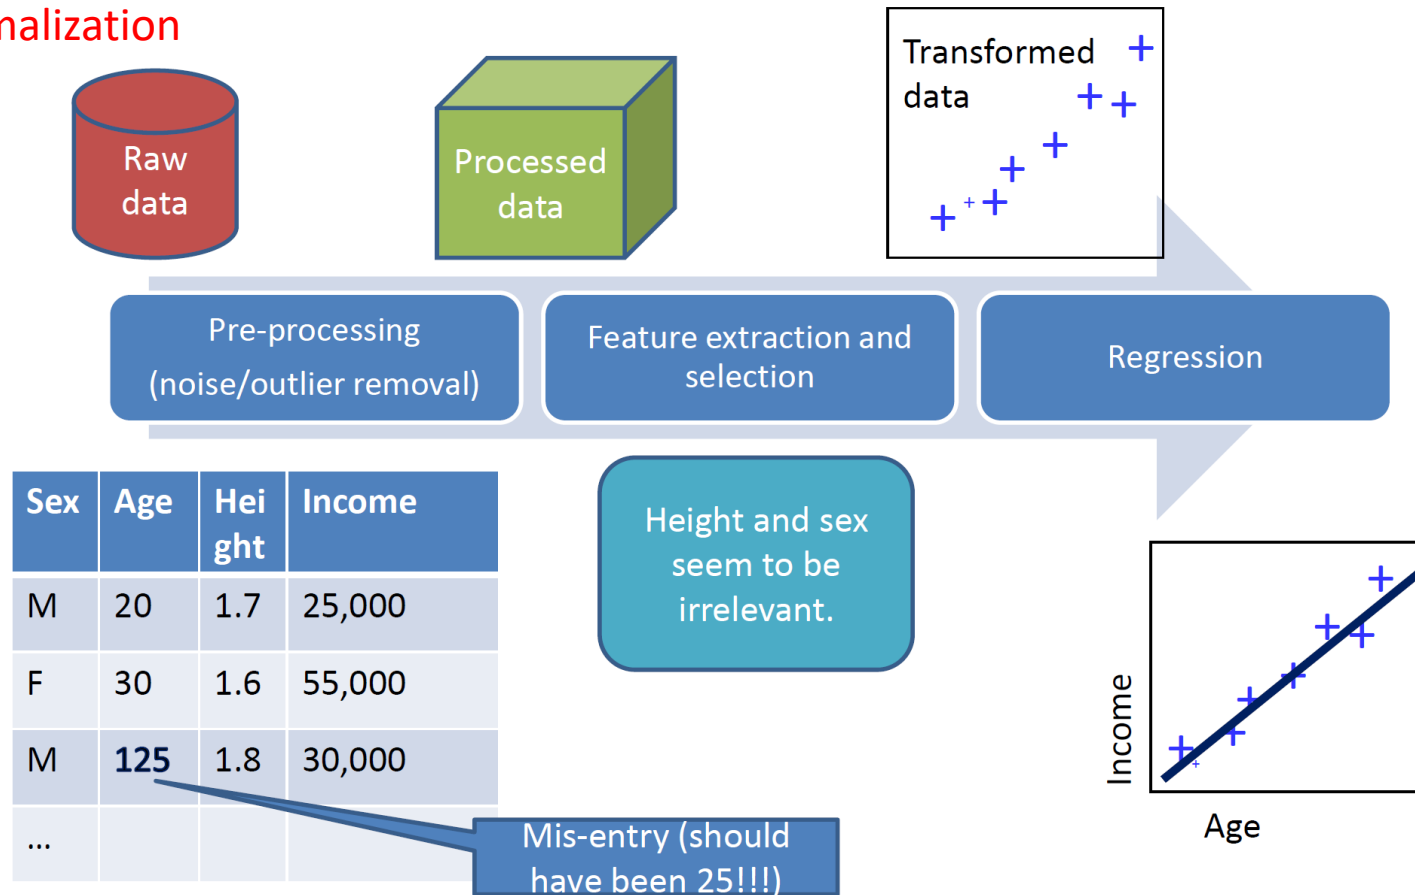 malization
Raw
data
Processed
data
Transformed
data
Pre-processing
(noise/outlier removal)
Feature extraction and
selection
Regression
Sex Age Hei
ght Income
M 20 1.7 25,000
F 30 1.6 55,000
M 125 1.8 30,000
...
Height and sex
seem to be
irrelevant.
Mis-entry (should
have been 25!!!)
Income
Age